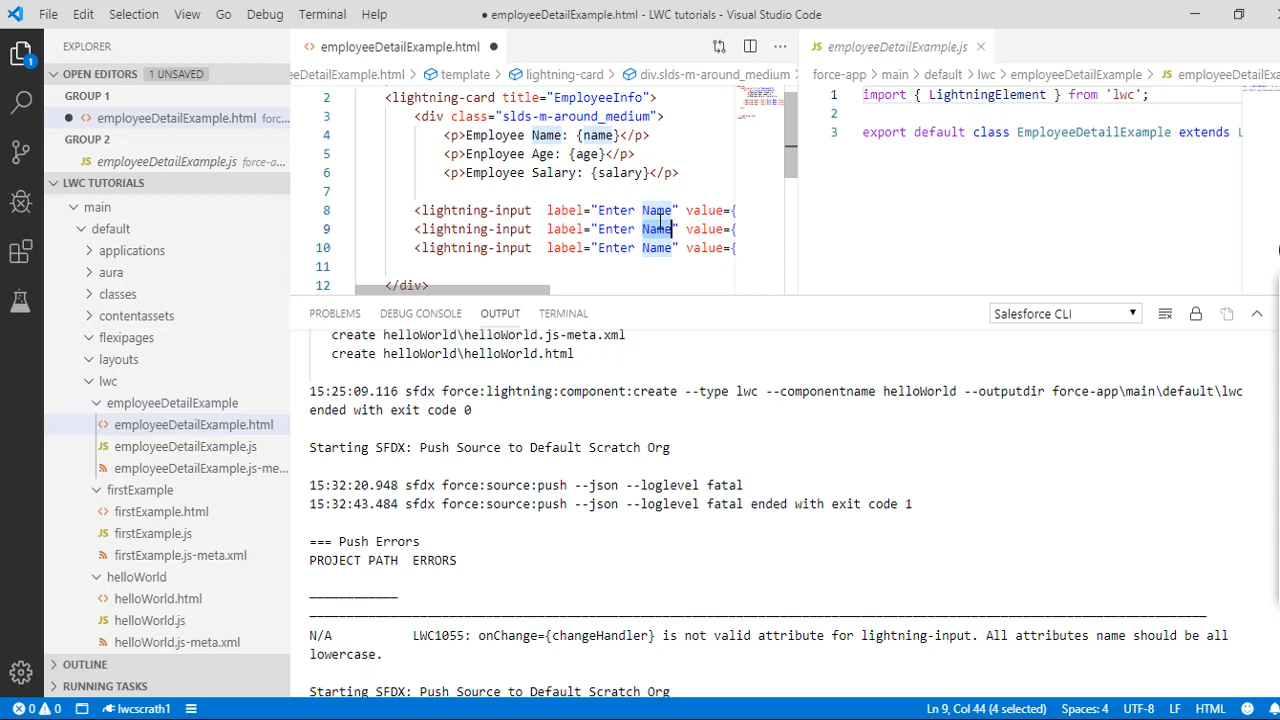 File Edit Selection View Go Debug Terminal Help
● employeeDetailExample.html - LWC tutorials - Visual Studio Code
1
EXPLORER
OPEN EDITORS 1 UNSAVED
GROUP 1
● employeeDetailExample.html forc...
GROUP 2
employeeDetailExample.js force-a...
LWC TUTORIALS
main
default
applications
aura
classes
contentassets
flexipages
layouts
lwc
employeeDetailExample
employeeDetailExample.html
employeeDetailExample.js
employeeDetailExample.js-me...
firstExample
firstExample.html
firstExample.js
firstExample.js-meta.xml
helloWorld
helloWorld.html
helloWorld.js
helloWorld.js-meta.xml
OUTLINE
RUNNING TASKS
employeeDetailExample.html ●
eDetailExample.html > template > lightning-card > div.slds-m-around_medium
2 <lightning-card title="EmployeeInfo">
3 <div class="slds-m-around_medium">
4 <p>Employee Name: {name}</p>
5 <p>Enployee Age: {age}</p>
6 <p>Employee Salary: {salary}</p>
7
8 <lightning-input label="Enter Name" value={
9 <lightning-input label="Enter Name" value={
10 <lightning-input label="Enter Name" value={
11
12 </div>
employeeDetailExample.js
force-app > main > default > lwc > employeeDetailExample > employeeDetailExa
1 import { LightningElement } from 'lwc';
2
3 export default class EmployeeDetailExample extends L
PROBLEMS DEBUG CONSOLE OUTPUT TERMINAL
Salesforce CLI
create helloWorld\helloWorld.js-meta.xml
create helloWorld\helloWorld.html
15:25:09.116 sfdx force:lightning:component:create --type lwc --componentname helloWorld --outputdir force-app\main\default\lwc
ended with exit code 0
Starting SFDX: Push Source to Default Scratch Org
15:32:20.948 sfdx force:source:push --json --loglevel fatal
15:32:43.484 sfdx force:source:push --json --loglevel fatal ended with exit code 1
=== Push Errors
PROJECT PATH ERRORS
N/A LWC1055: onChange={changeHandler} is not valid attribute for lightning-input. All attributes name should be all
lowercase.
Starting SFDX: Push Source to Default Scratch Org
0 0 lwcscrath1 Ln 9, Col 44 (4 selected) Spaces: 4 UTF-8 LF HTML